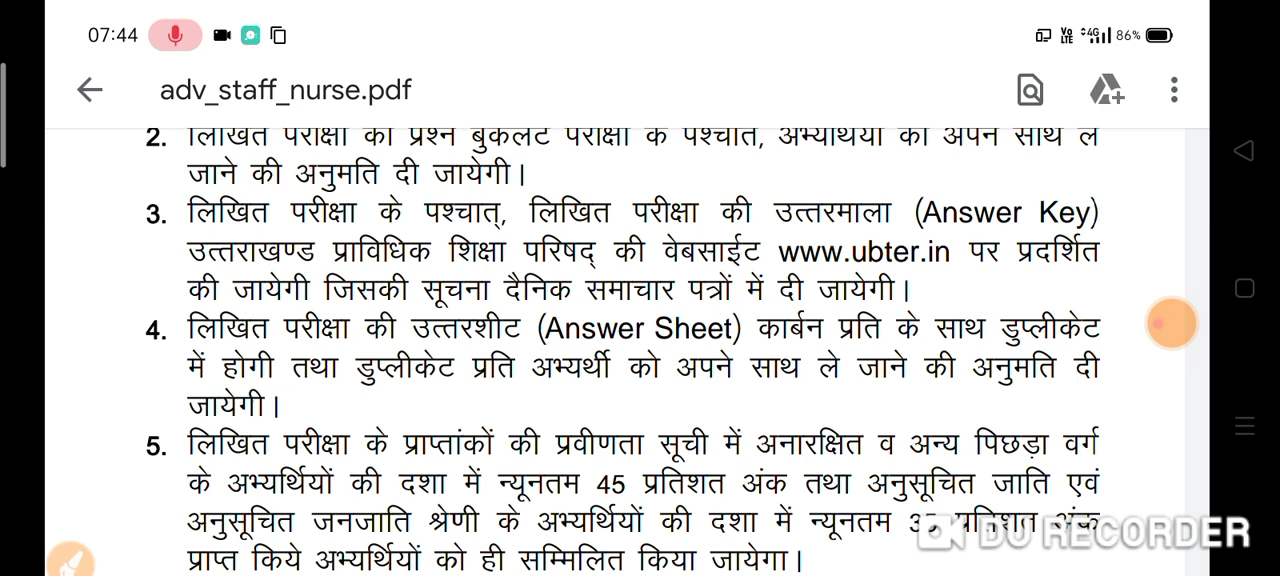 07:44
VoLTE 4G 86%
adv_staff_nurse.pdf
2. लिखित परीक्षा की प्रश्न बुकलेट परीक्षा के पश्चात, अभ्यर्थियों को अपने साथ ले
जाने की अनुमति दी जायेगी।
3. लिखित परीक्षा के पश्चात्, लिखित परीक्षा की उत्तरमाला (Answer Key)
उत्तराखण्ड प्राविधिक शिक्षा परिषद् की वेबसाईट www.ubter.in पर प्रदर्शित
की जायेगी जिसकी सूचना दैनिक समाचार पत्रों में दी जायेगी।
4. लिखित परीक्षा की उत्तरशीट (Answer Sheet) कार्बन प्रति के साथ डुप्लीकेट
में होगी तथा डुप्लीकेट प्रति अभ्यर्थी को अपने साथ ले जाने की अनुमति दी
जायेगी।
5. लिखित परीक्षा के प्राप्तांकों की प्रवीणता सूची में अनारक्षित व अन्य पिछड़ा वर्ग
के अभ्यर्थियों की दशा में न्यूनतम 45 प्रतिशत अंक तथा अनुसूचित जाति एवं
अनुसूचित जनजाति श्रेणी के अभ्यर्थियों की दशा में न्यूनतम प्रतिशत अंक
प्राप्त किये अभ्यर्थियों को ही सम्मिलित किया जायेगा।
DU RECORDER